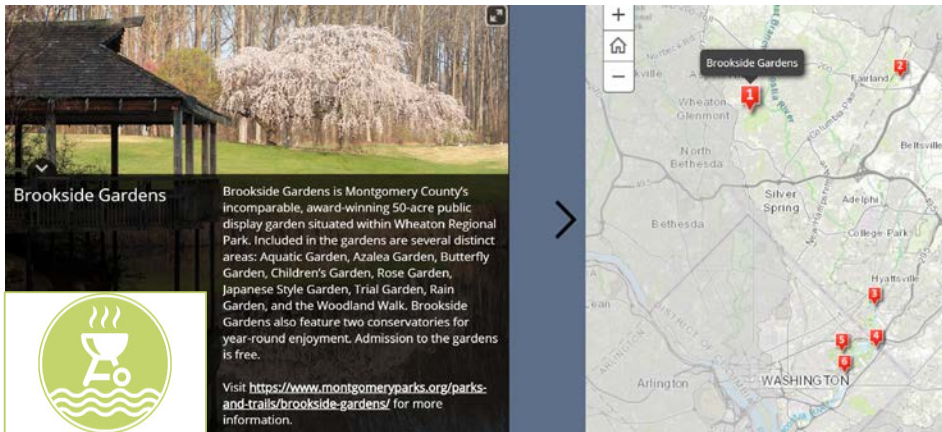 Brookside Gardens
Brookside Gardens is Montgomery County's
incomparable, award-winning 50-acre public
display garden situated within Wheaton Regional
Park. Included in the gardens are several distinct
areas: Aquatic Garden, Azalea Garden, Butterfly
Garden, Children's Garden, Rose Garden,
Japanese Style Garden, Trial Garden, Rain
Garden, and the Woodland Walk. Brookside
Gardens also feature two conservatories for
year-round enjoyment. Admission to the gardens
is free.
Visit https://www.montgomeryparks.org/parks-
and-trails/brookside-gardens/ for more
information.
Brookside Gardens
1
2
Fairland
Wheaton
Glenmont
Beltsville
North
Bethesda
Silver
Spring
Adelphi
Bethesda
College Park
Hyattsville
3
4
5
6
WASHINGTON
Arlington
ARLINGTON